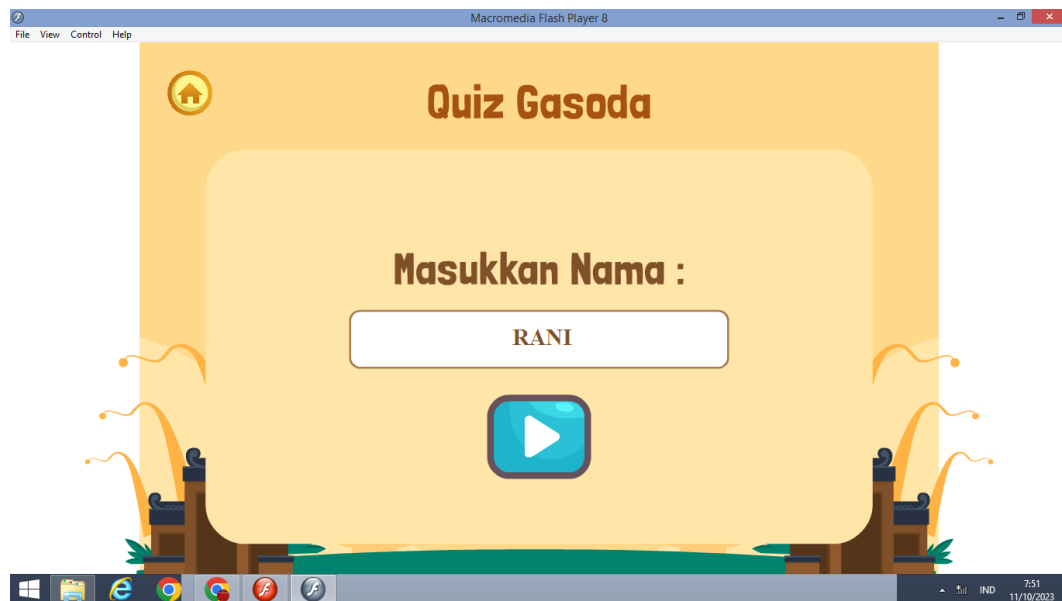 Macromedia Flash Player 8
File View Control Help
Quiz Gasoda
Masukkan Nama :
RANI
IND
7:51
11/10/2023